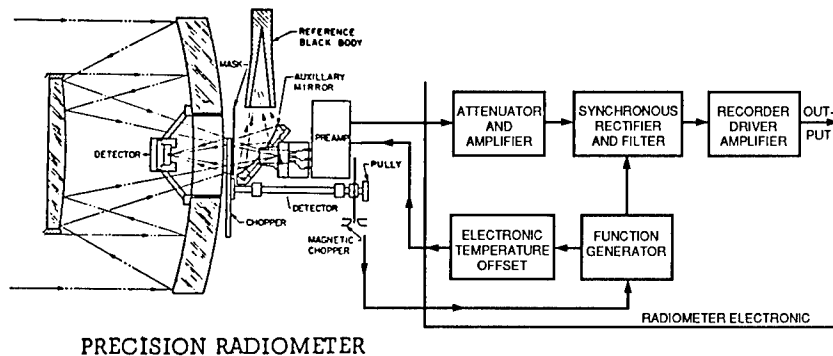 REFERENCE
BLACK BODY
MASK
AUXILLARY
MIRROR
DETECTOR
PREAMP
PULLY
DETECTOR
CHOPPER
MAGNETIC
CHOPPER
ATTENUATOR
AND
AMPLIFIER
SYNCHRONOUS
RECTIFIER
AND FILTER
RECORDER
DRIVER
AMPLIFIER
OUT-
PUT
ELECTRONIC
TEMPERATURE
OFFSET
FUNCTION
GENERATOR
RADIOMETER ELECTRONIC
PRECISION RADIOMETER